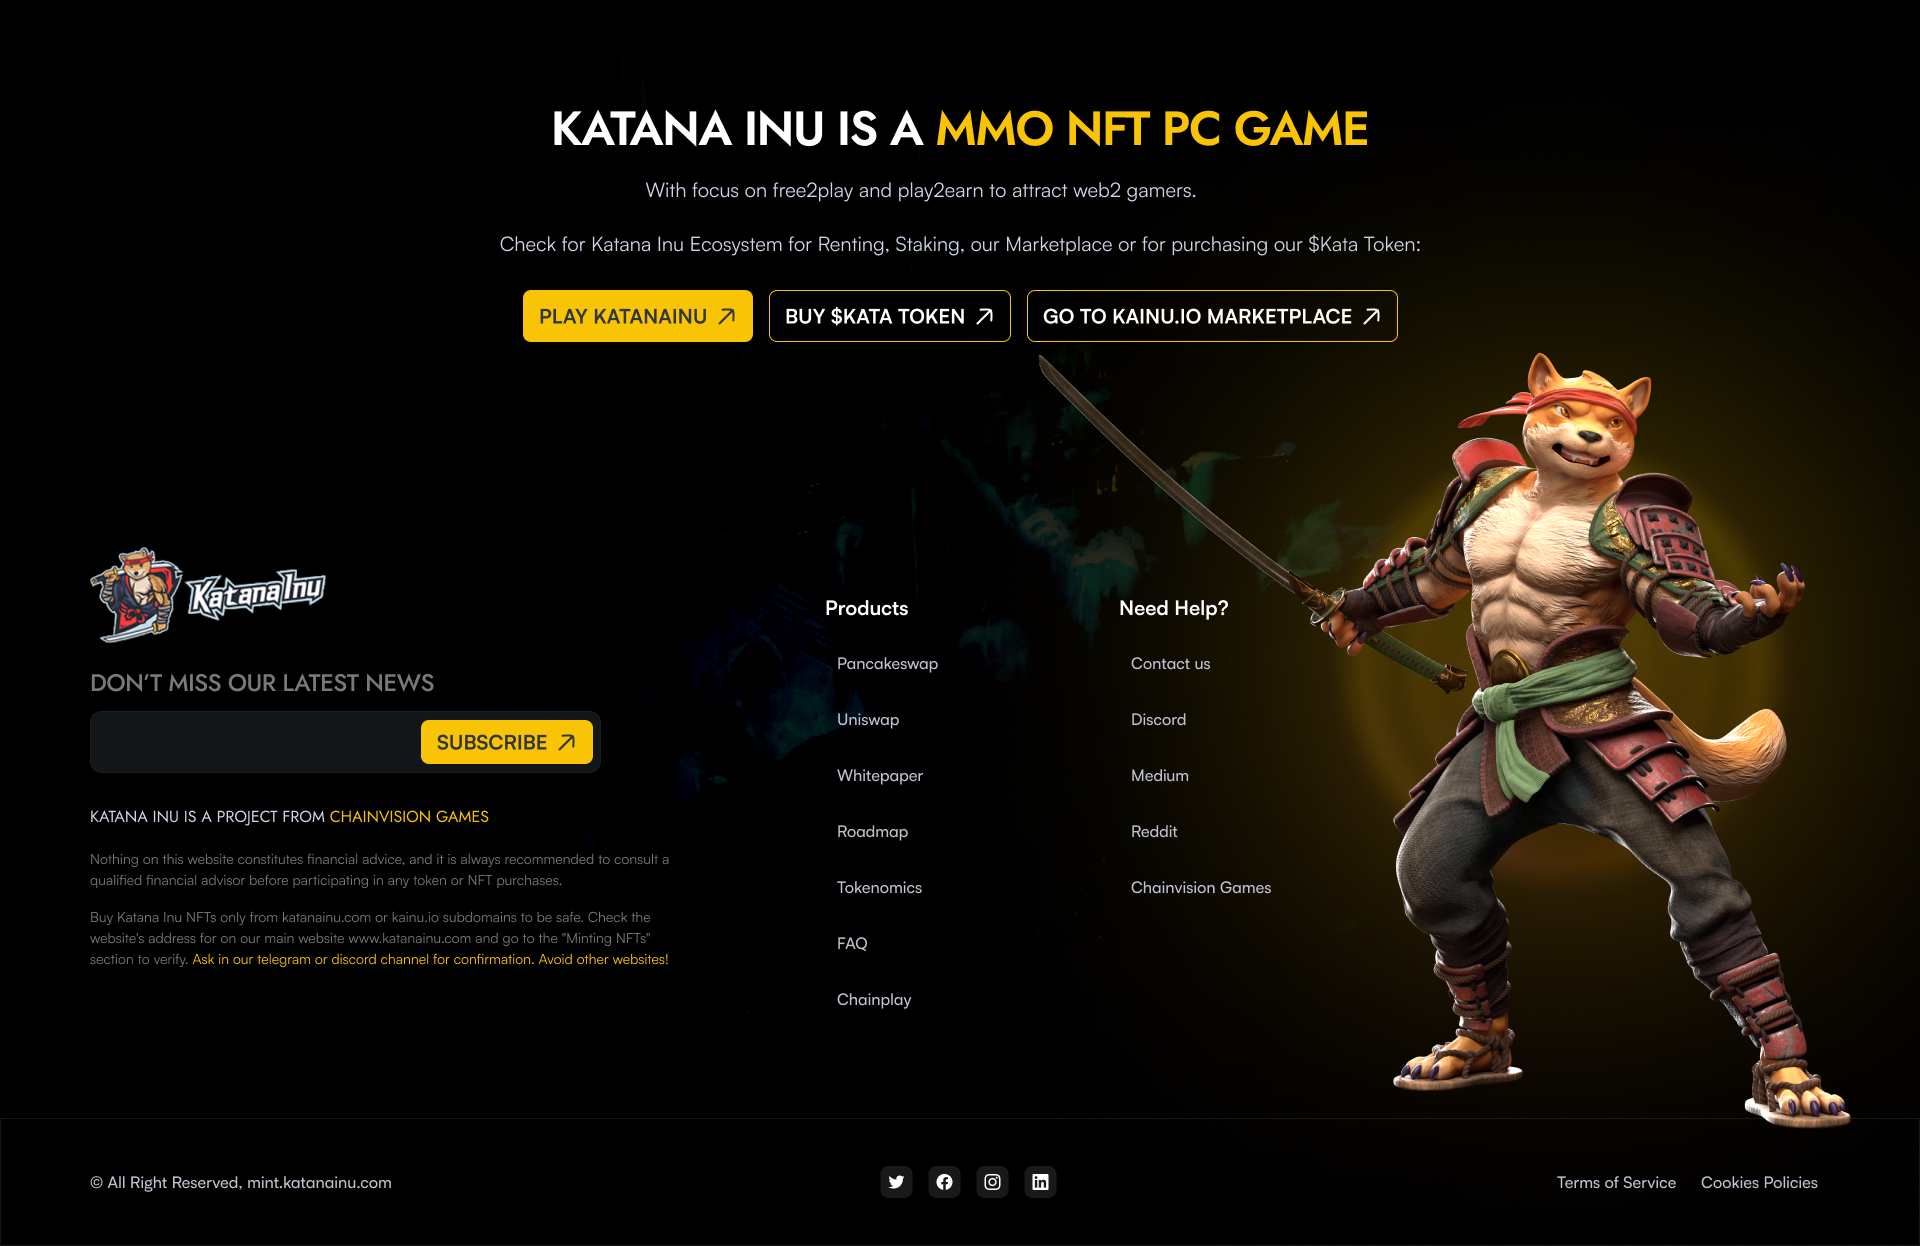 KATANA INU IS A MMO NFT PC GAME
With focus on free2play and play2earn to attract web2 gamers.
Check for Katana Inu Ecosystem for Renting, Staking, our Marketplace or for purchasing our $Kata Token:
PLAY KATANAINU
BUY $KATA TOKEN
GO TO KAINU.IO MARKETPLACE
KatanaInu
DON'T MISS OUR LATEST NEWS
SUBSCRIBE
KATANA INU IS A PROJECT FROM CHAINVISION GAMES
Nothing on this website constitutes financial advice, and it is always recommended to consult a
qualified financial advisor before participating in any token or NFT purchases.
Buy Katana Inu NFTs only from katanainu.com or kainu.io subdomains to be safe. Check the
website's address for on our main website www.katanainu.com and go to the "Minting NFTs"
section to verify. Ask in our telegram or discord channel for confirmation. Avoid other websites!
Products
Pancakeswap
Uniswap
Whitepaper
Roadmap
Tokenomics
FAQ
Chainplay
Need Help?
Contact us
Discord
Medium
Reddit
Chainvision Games
© All Right Reserved, mint.katanainu.com
Terms of Service
Cookies Policies